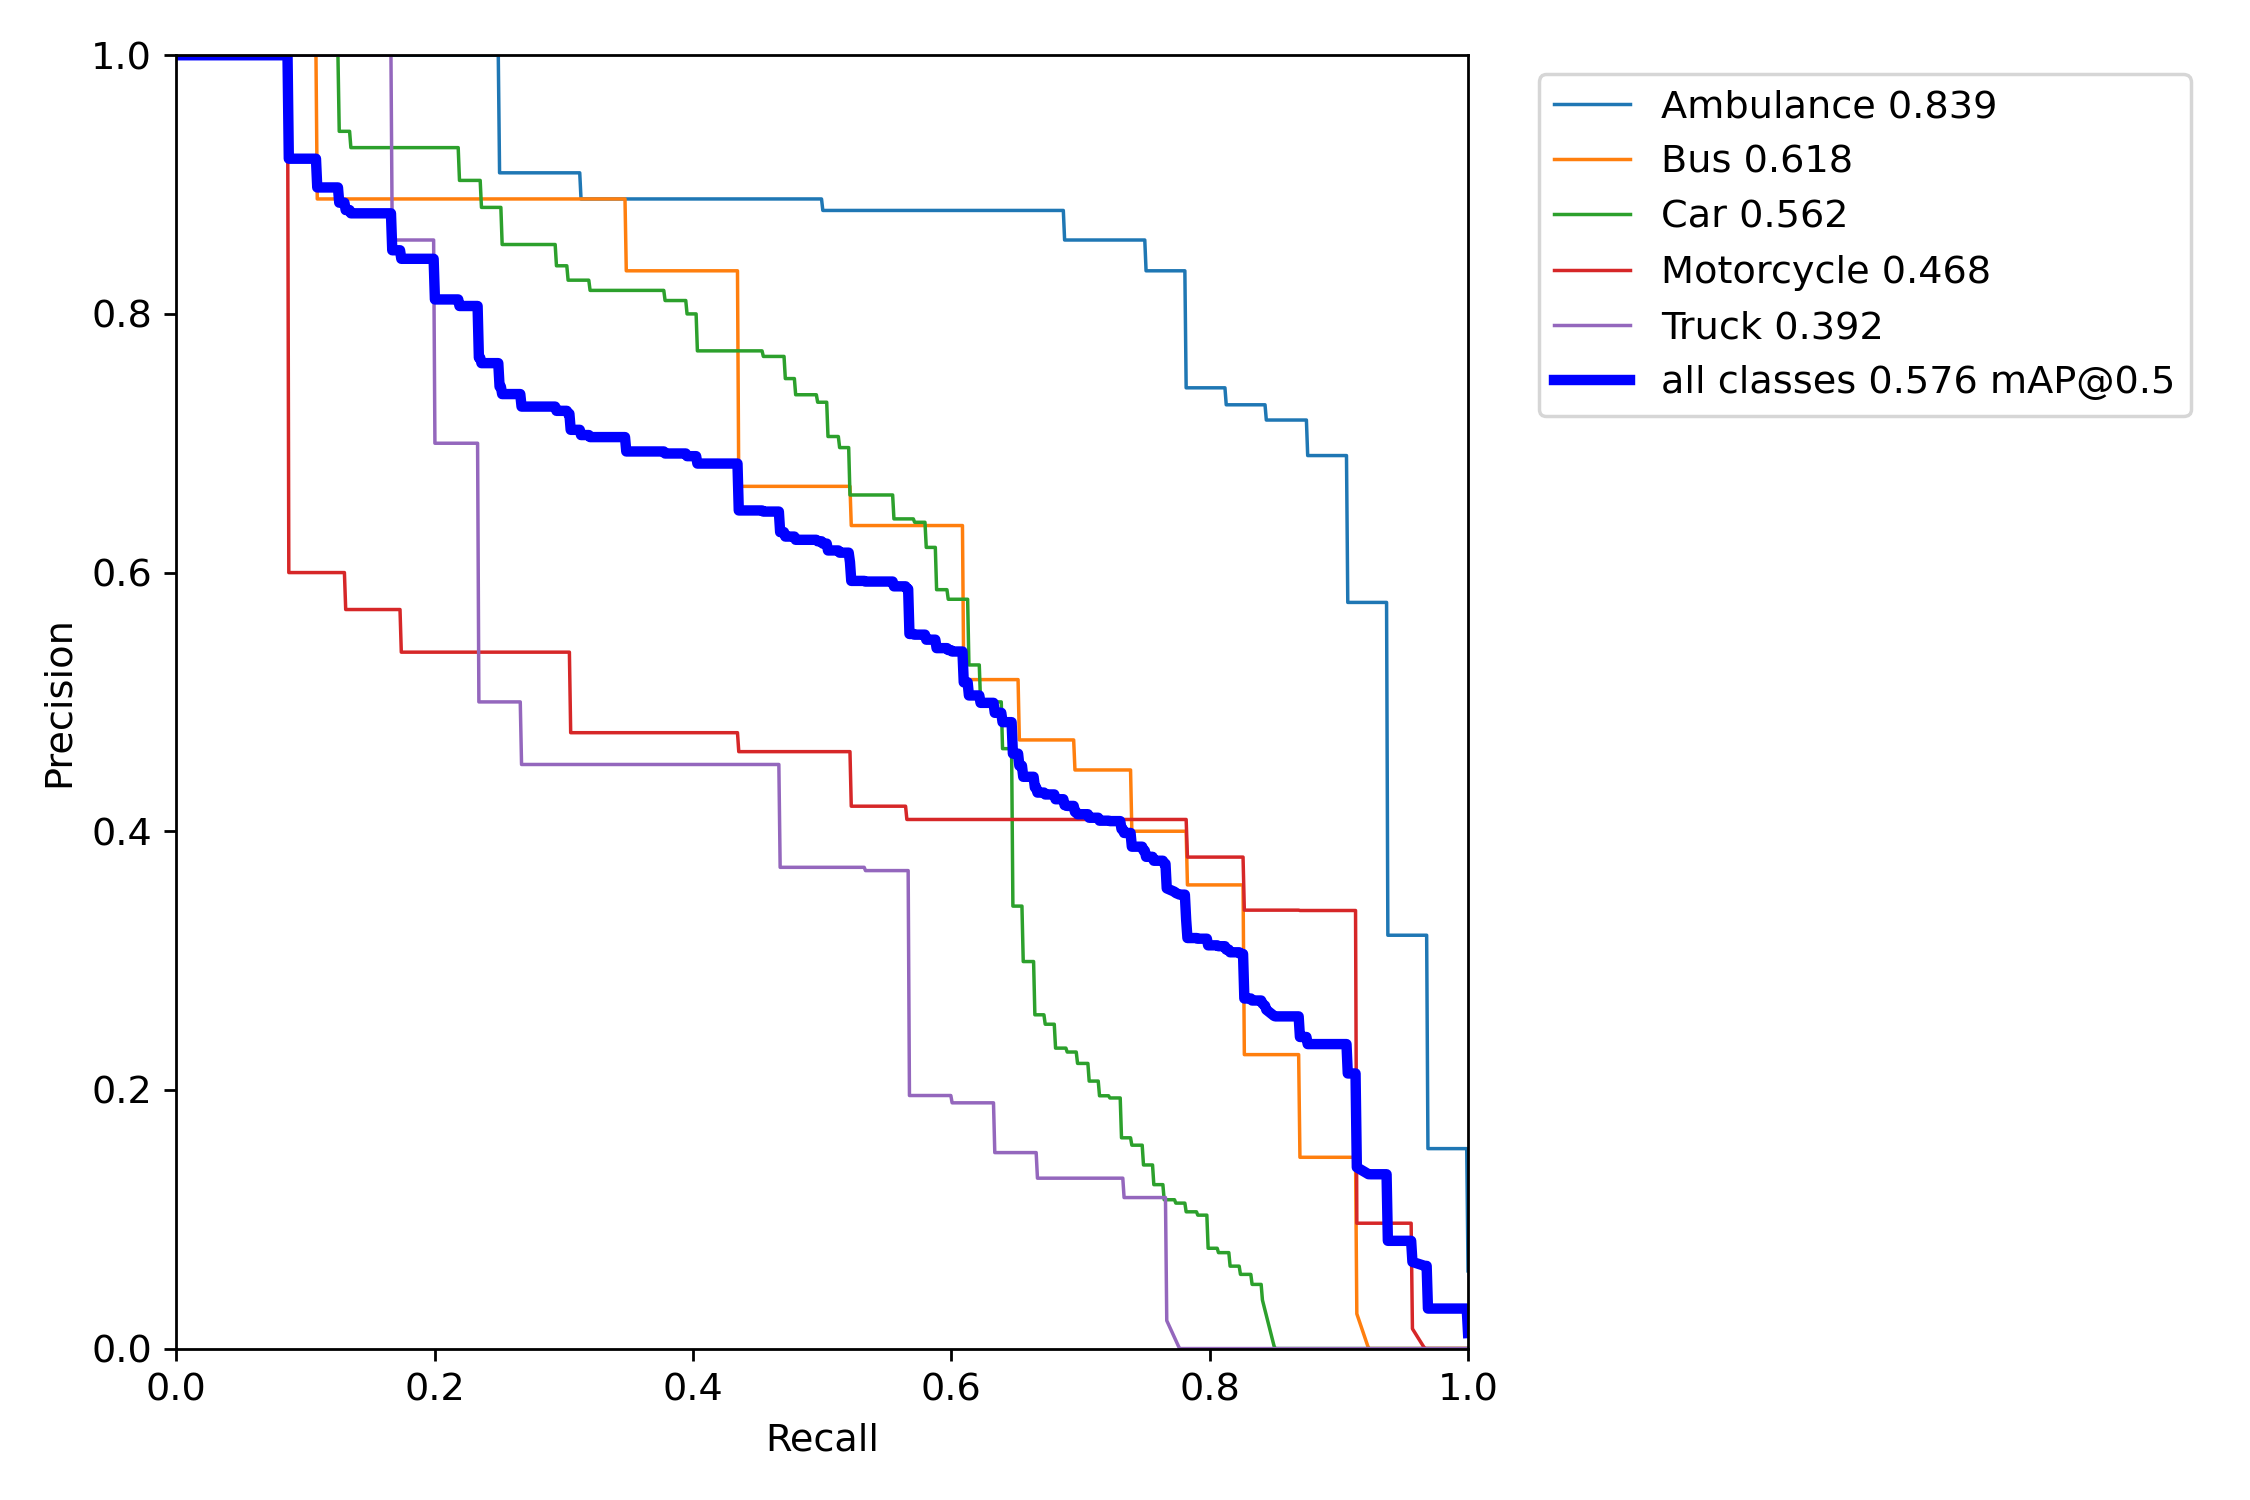 1.0
0.8
0.6
0.4
0.2
0.0
Precision
0.0 0.2 0.4 0.6 0.8 1.0
Recall
Ambulance 0.839
Bus 0.618
Car 0.562
Motorcycle 0.468
Truck 0.392
all classes 0.576 mAP@0.5